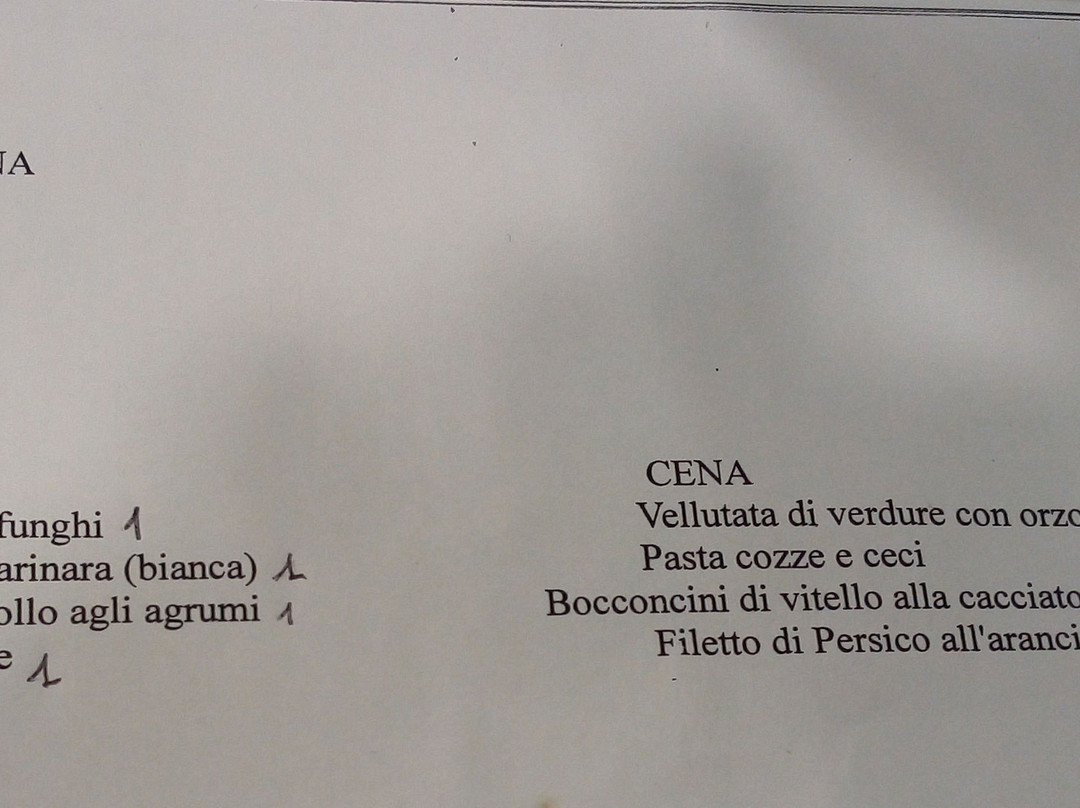 NA
funghi 1
arinara (bianca) 1
ollo agli agrumi 1
e 1
CENA
Vellutata di verdure con orzo
Pasta cozze e ceci
Bocconcini di vitello alla cacciato
Filetto di Persico all'aranci